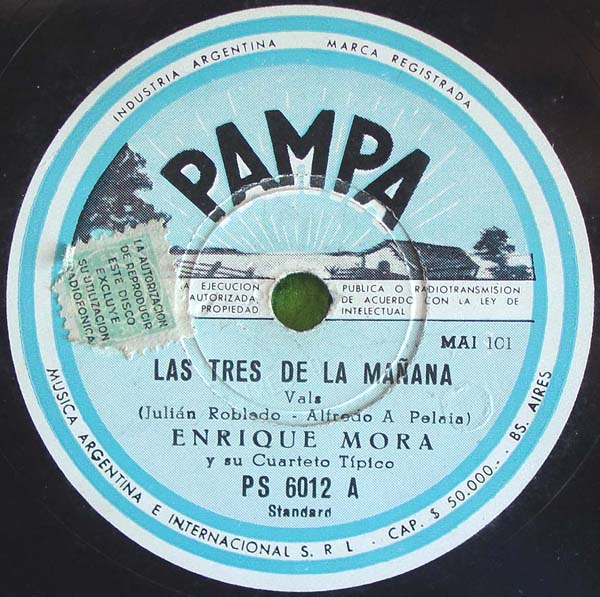 INDUSTRIA ARGENTINA MARCA REGISTRADA
PAMPA
LA AUTORIZACION
DE REPRODUCIR
ESTE DISCO
EXCLUYE
SU UTILIZACION
RADIOFONICA
A EJECUCION PUBLICA O RADIOTRANSMISION
AUTORIZADA, DE ACUERDO CON LA LEY DE
PROPIEDAD INTELECTUAL
MAI 101
LAS TRES DE LA MAÑANA
Vals
(Julián Roblado - Alfredo A Pelaia)
ENRIQUE MORA
y su Cuarteto Típico
PS 6012 A
Standard
MUSICA ARGENTINA E INTERNACIONAL S. R L - CAP. $ 50.000.- BS. AIRES